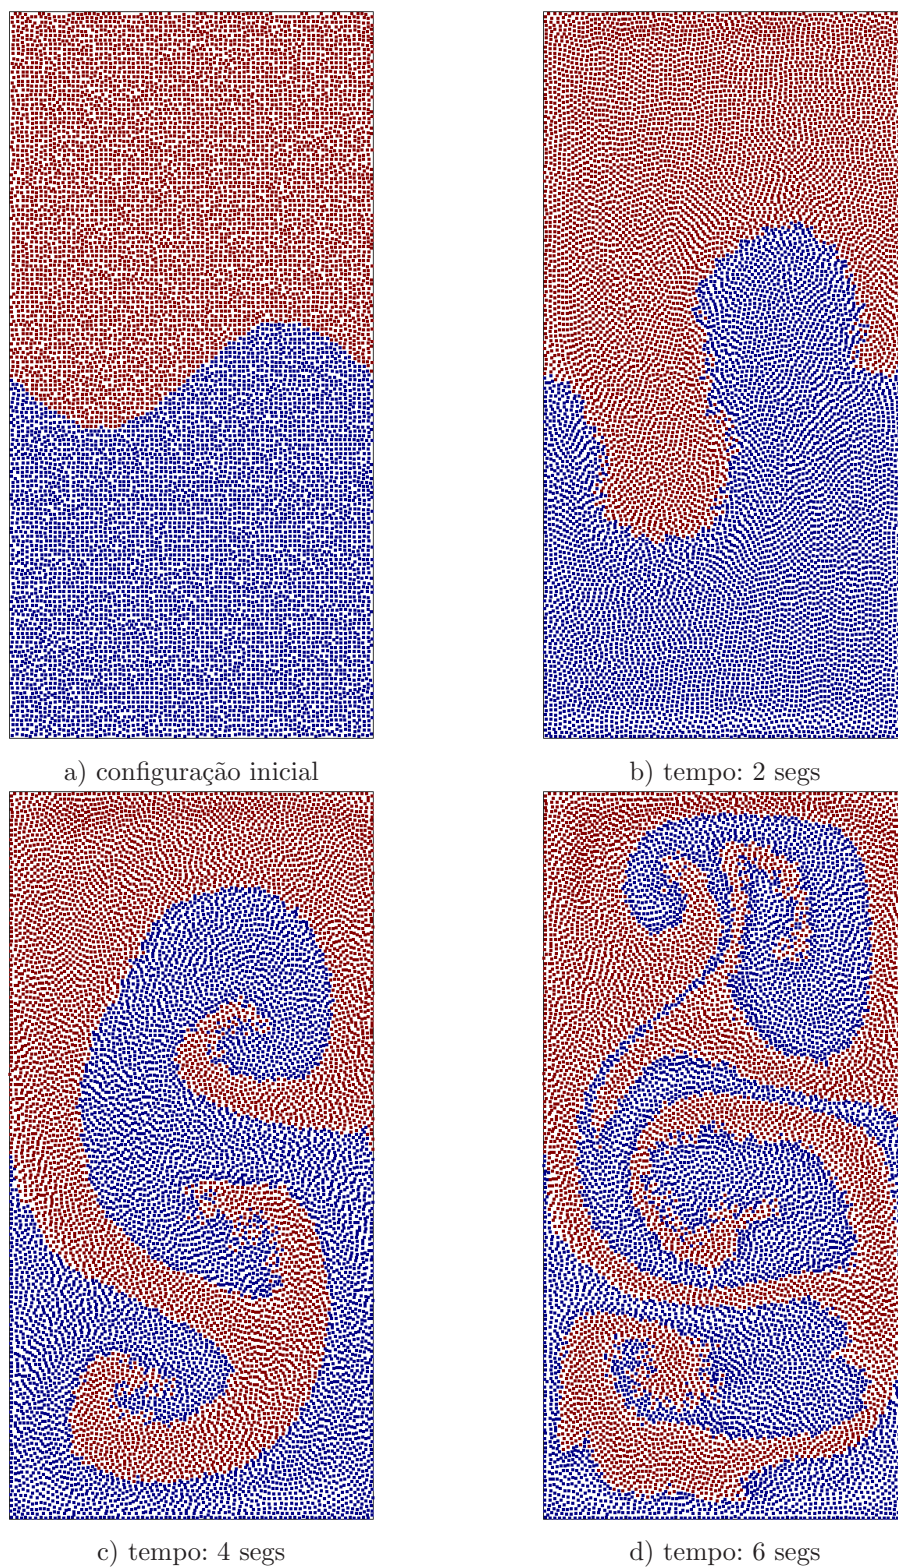 a) configuração inicial
b) tempo: 2 segs
c) tempo: 4 segs
d) tempo: 6 segs